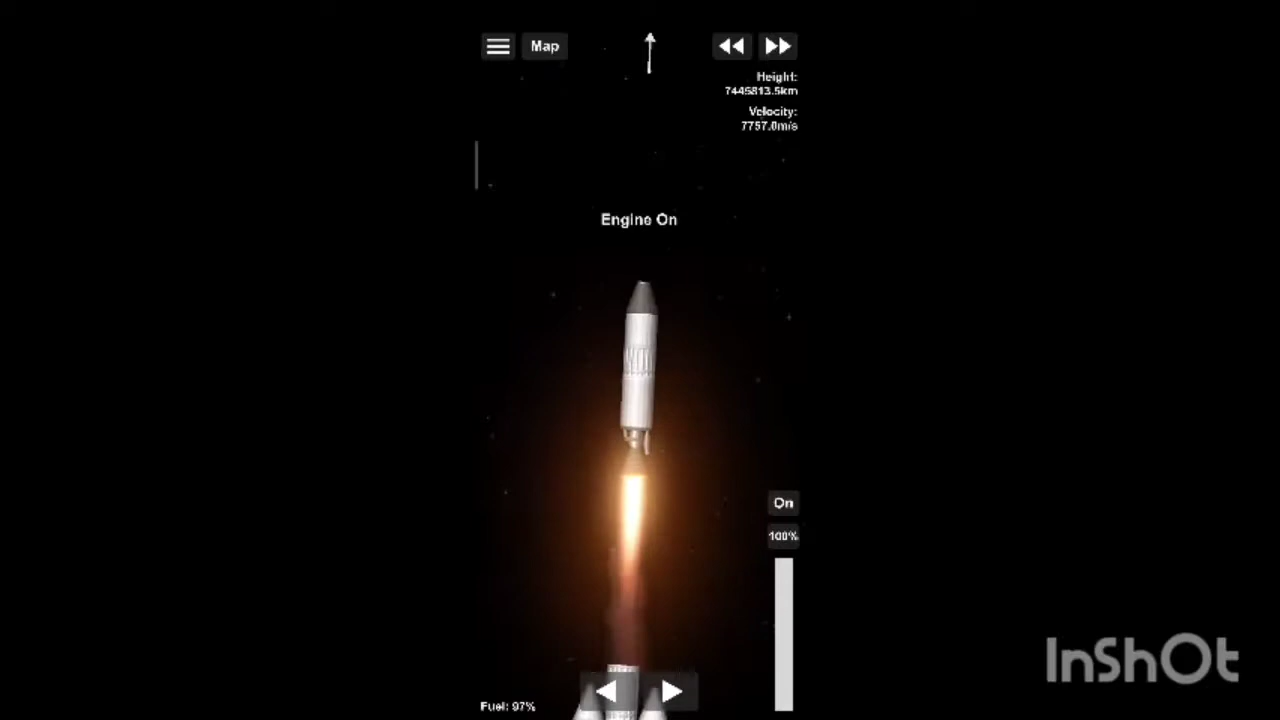 Map
Height:
7445813.5km
Velocity:
7757.0m/s
Engine On
On
100%
Fuel: 97%
InShOt